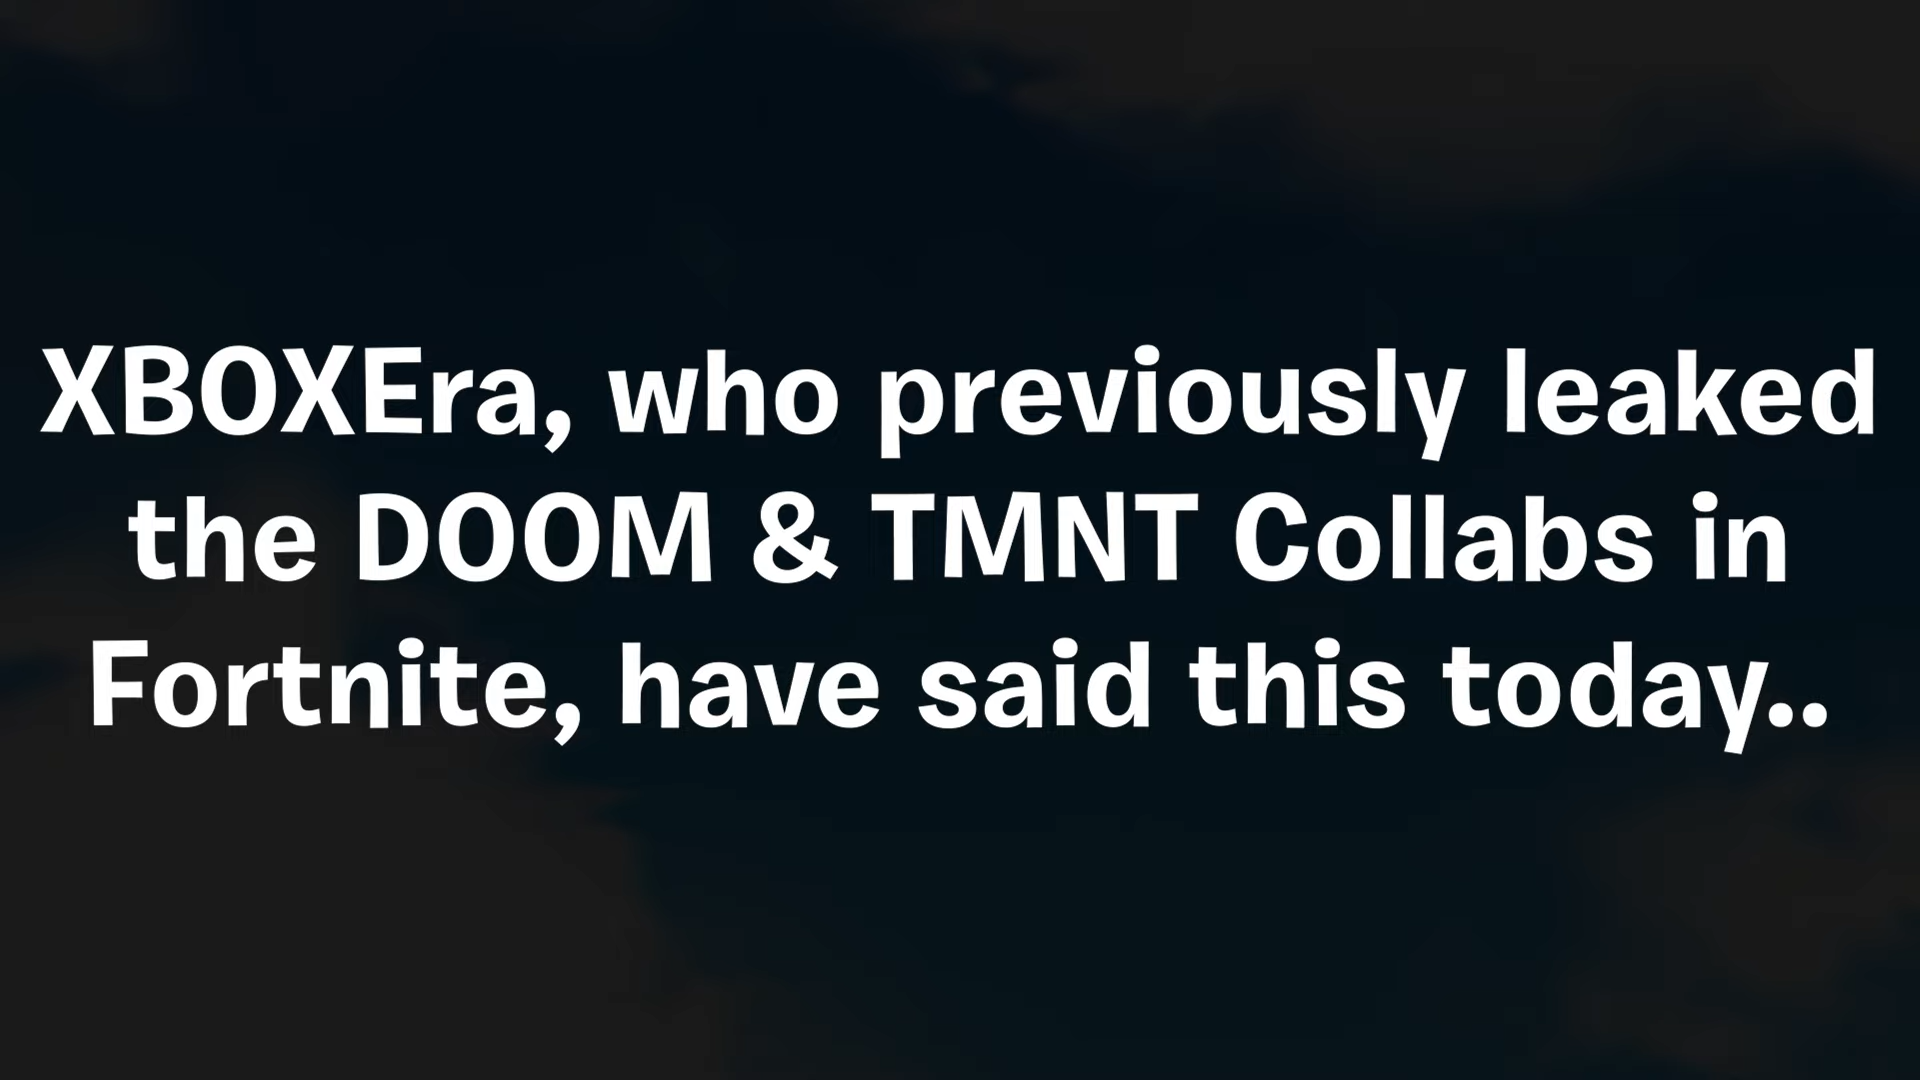 XBOXEra, who previously leaked
the DOOM & TMNT Collabs in
Fortnite, have said this today..